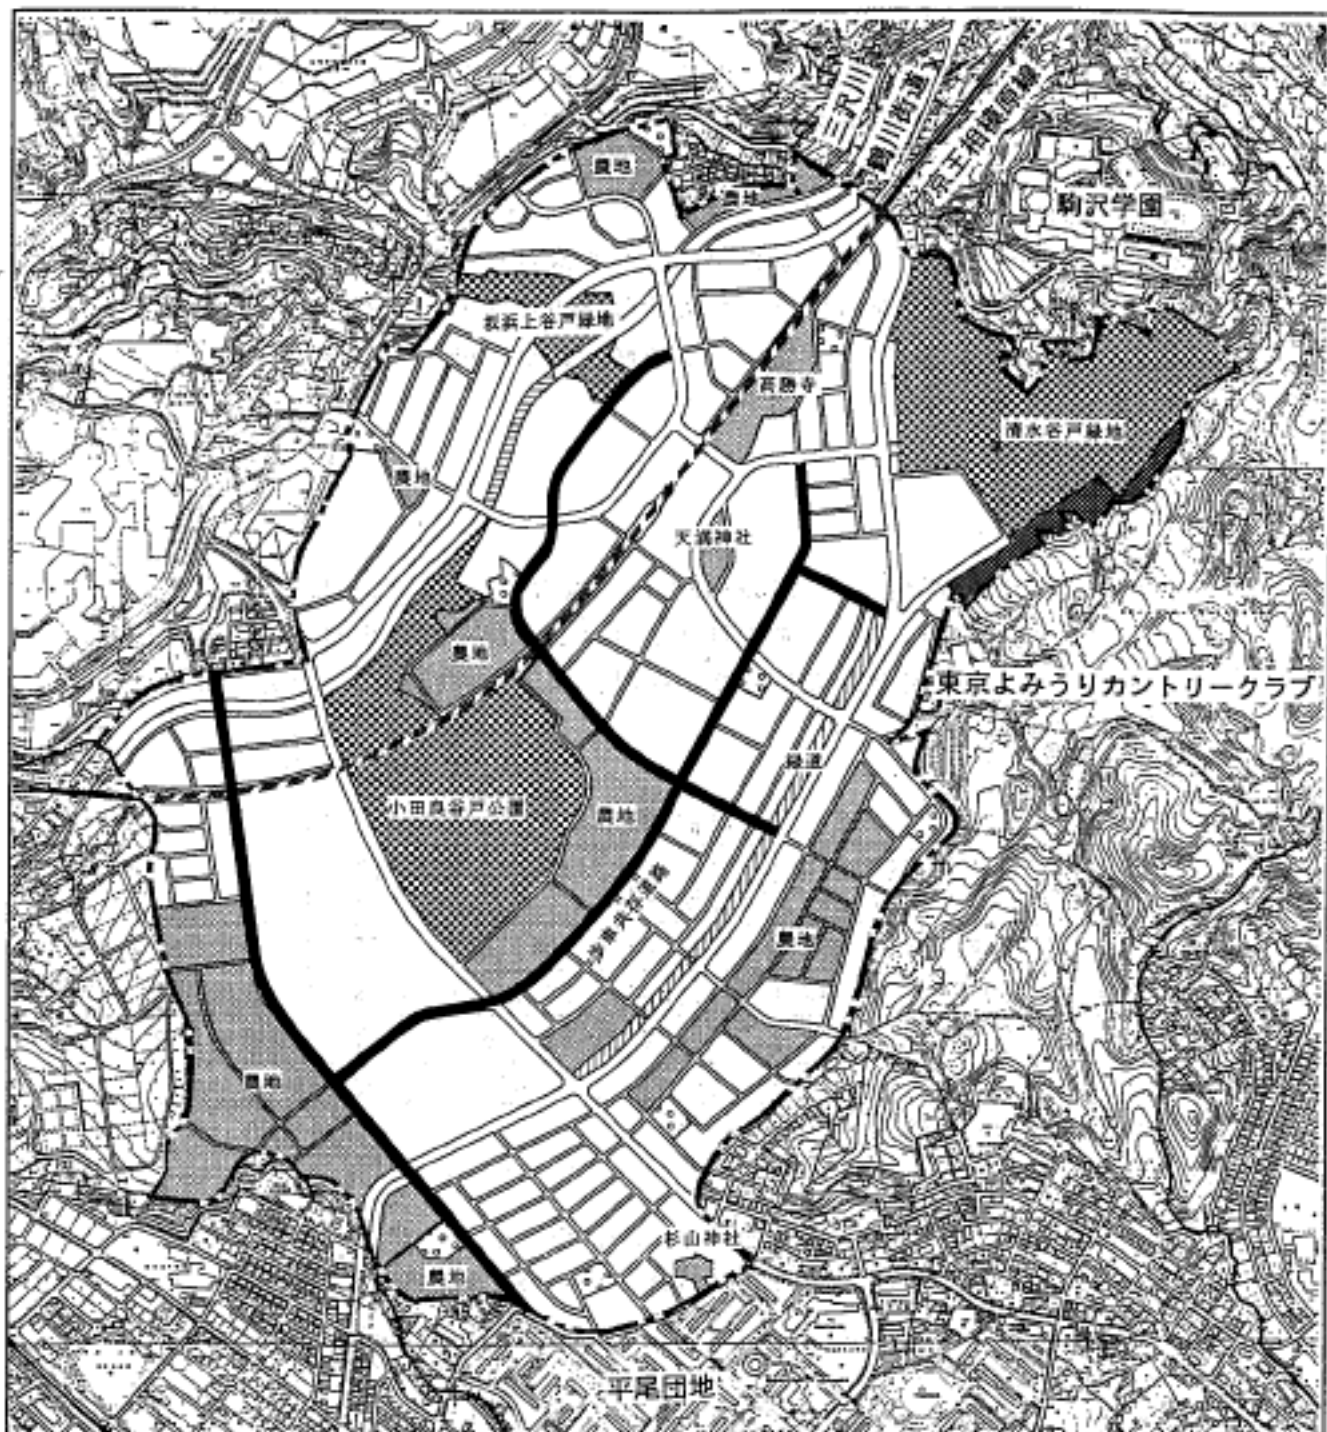 三沢川
鶴川街道
京王相模原線
駒沢学園
農地
農地
坂浜上谷戸緑地
高勝寺
清水谷戸緑地
農地
天満神社
農地
東京よみうりカントリークラブ
緑道
小田良谷戸公園
農地
農地
農地
杉山神社
農地
平尾団地